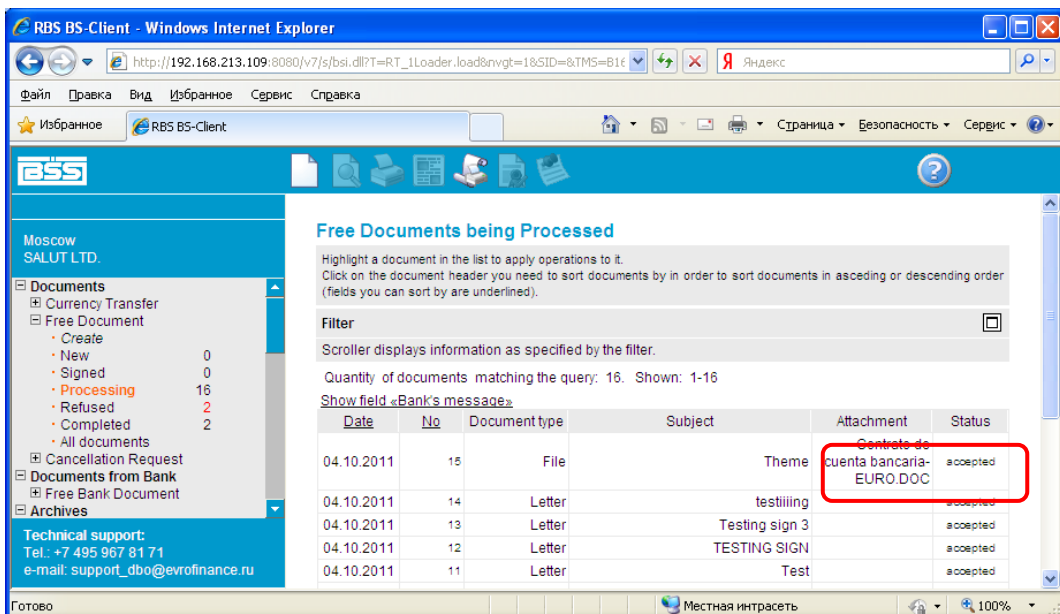 RBS BS-Client - Windows Internet Explorer
http://192.168.213.109:8080/v7/s/bsi.dll?T=RT_1Loader.load&nvgt=1&SID=&TMS=B1
Яндекс
Файл Правка Вид Избранное Сервис Справка
Избранное RBS BS-Client Страница Безопасность Сервис
BSS
Moscow
SALUT LTD.
Documents
Currency Transfer
Free Document
Create
New 0
Signed 0
Processing 16
Refused 2
Completed 2
All documents
Cancellation Request
Documents from Bank
Free Bank Document
Archives
Technical support:
Tel.: +7 495 967 81 71
e-mail: support_dbo@evrofinance.ru
Free Documents being Processed
Highlight a document in the list to apply operations to it.
Click on the document header you need to sort documents by in order to sort documents in asceding or descending order
(fields you can sort by are underlined).
Filter
Scroller displays information as specified by the filter.
Quantity of documents matching the query: 16. Shown: 1-16
Show field «Bank's message»
Date No Document type Subject Attachment Status
04.10.2011 15 File Theme Contrato de cuenta bancaria-EURO.DOC accepted
04.10.2011 14 Letter testiiiing accepted
04.10.2011 13 Letter Testing sign 3 accepted
04.10.2011 12 Letter TESTING SIGN accepted
04.10.2011 11 Letter Test accepted
Готово Местная интрасеть 100%